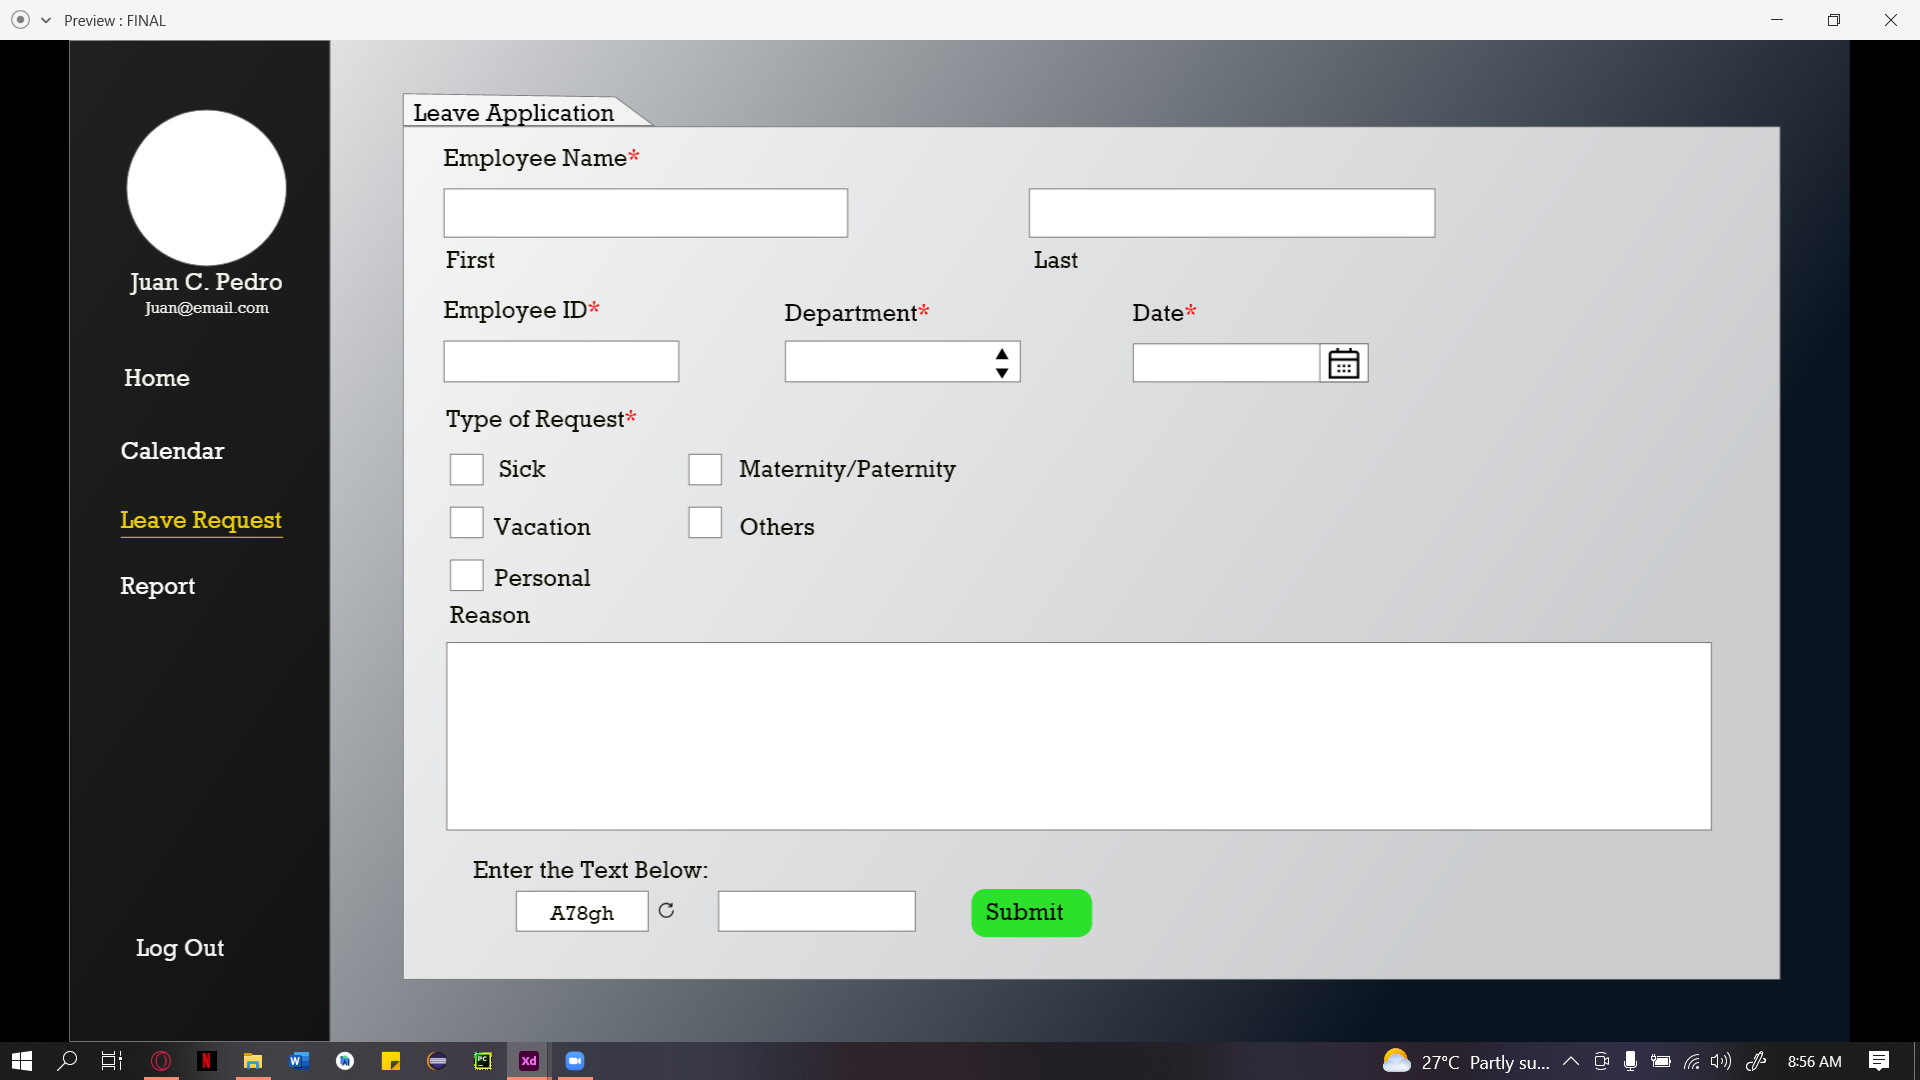 Preview : FINAL
Juan C. Pedro
Juan@email.com
Home
Calendar
Leave Request
Report
Log Out
Leave Application
Employee Name*
First
Last
Employee ID*
Department*
Date*
Type of Request*
Sick
Maternity/Paternity
Vacation
Others
Personal
Reason
Enter the Text Below:
A78gh
Submit
N
W
PC
Xd
27°C Partly su...
8:56 AM